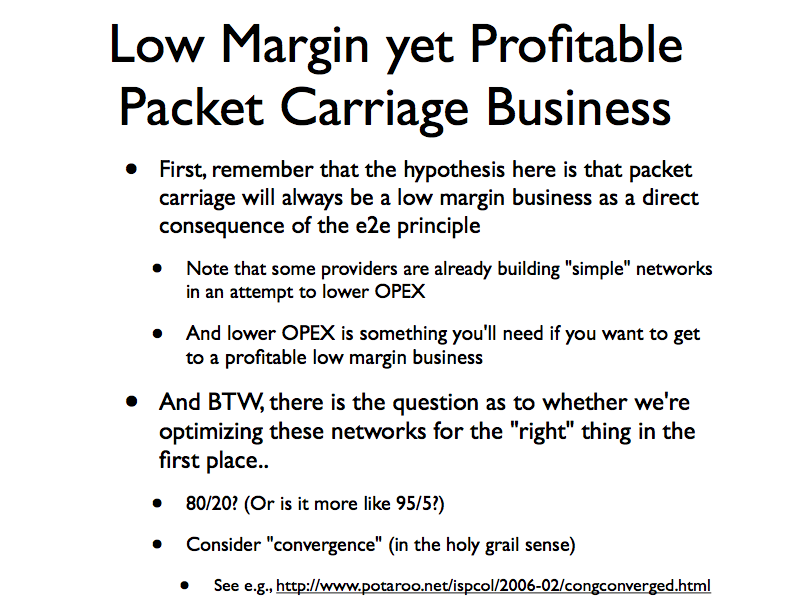 Low Margin yet Profitable
Packet Carriage Business
• First, remember that the hypothesis here is that packet
carriage will always be a low margin business as a direct
consequence of the e2e principle
• Note that some providers are already building "simple" networks
in an attempt to lower OPEX
• And lower OPEX is something you'll need if you want to get
to a profitable low margin business
• And BTW, there is the question as to whether we're
optimizing these networks for the "right" thing in the
first place..
• 80/20? (Or is it more like 95/5?)
• Consider "convergence" (in the holy grail sense)
• See e.g., http://www.potaroo.net/ispcol/2006-02/congconverged.html